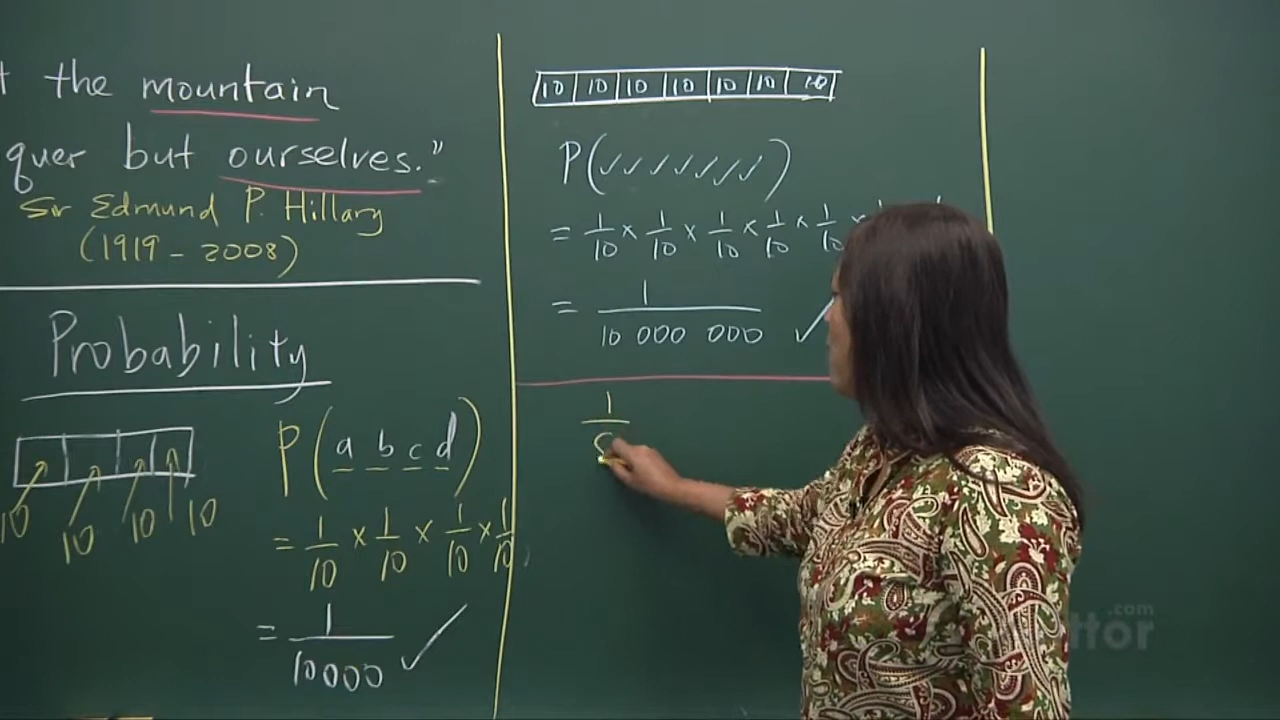 t the mountain
quer but ourselves."
Sir Edmund P. Hillary
(1919 - 2008)
Probability
10 10 10 10
P(a b c d)
= 1/10 × 1/10 × 1/10 × 1/10
= 1/10000 ✓
10 10 10 10 10 10 10
P(✓✓✓✓✓✓✓)
= 1/10 × 1/10 × 1/10 × 1/10 × 1/10 ×
= 1/10 000 000 ✓
1
.com